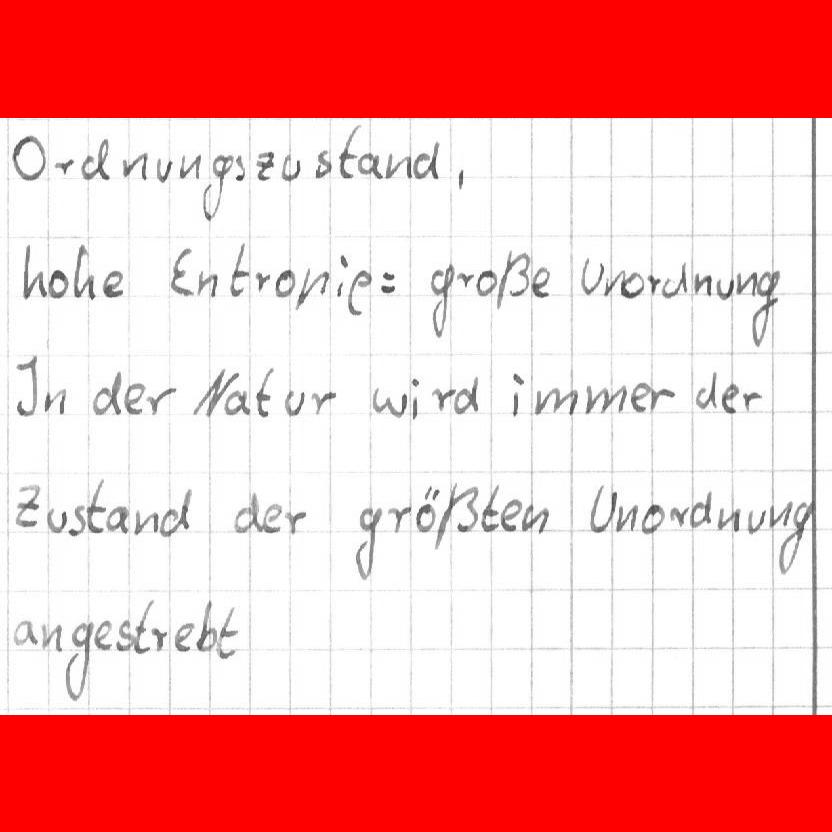 Ordnungszustand,
hohe Entropie= große Unordnung
In der Natur wird immer der
Zustand der größten Unordnung
angestrebt